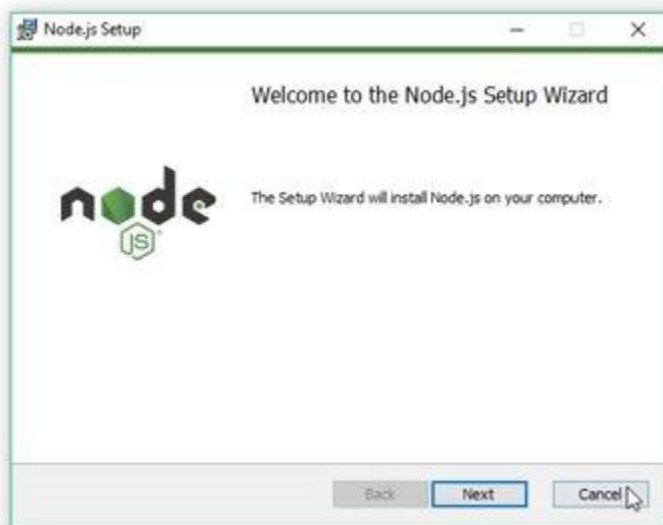 Node.js Setup
Welcome to the Node.js Setup Wizard
node
JS
The Setup Wizard will install Node.js on your computer.
Back
Next
Cancel